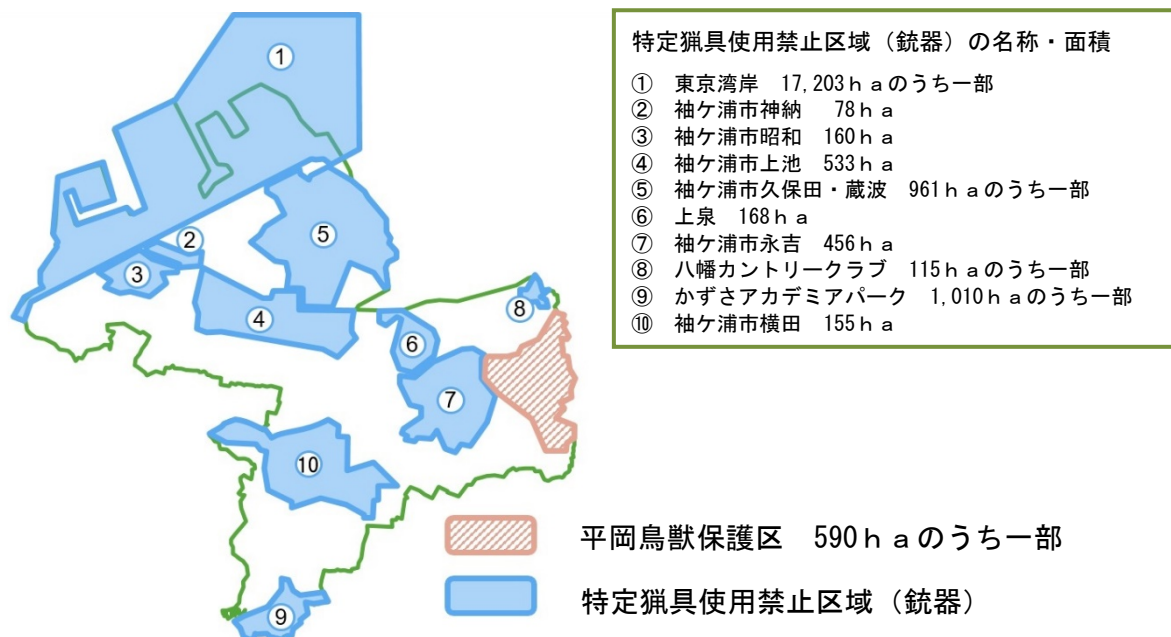 特定猟具使用禁止区域（銃器）の名称・面積
① 東京湾岸 17,203ｈａのうち一部
② 袖ケ浦市神納 78ｈａ
③ 袖ケ浦市昭和 160ｈａ
④ 袖ケ浦市上池 533ｈａ
⑤ 袖ケ浦市久保田・蔵波 961ｈａのうち一部
⑥ 上泉 168ｈａ
⑦ 袖ケ浦市永吉 456ｈａ
⑧ 八幡カントリークラブ 115ｈａのうち一部
⑨ かずさアカデミアパーク 1,010ｈａのうち一部
⑩ 袖ケ浦市横田 155ｈａ
①
②
③
④
⑤
⑥
⑦
⑧
⑨
⑩
平岡鳥獣保護区 590ｈａのうち一部
特定猟具使用禁止区域（銃器）